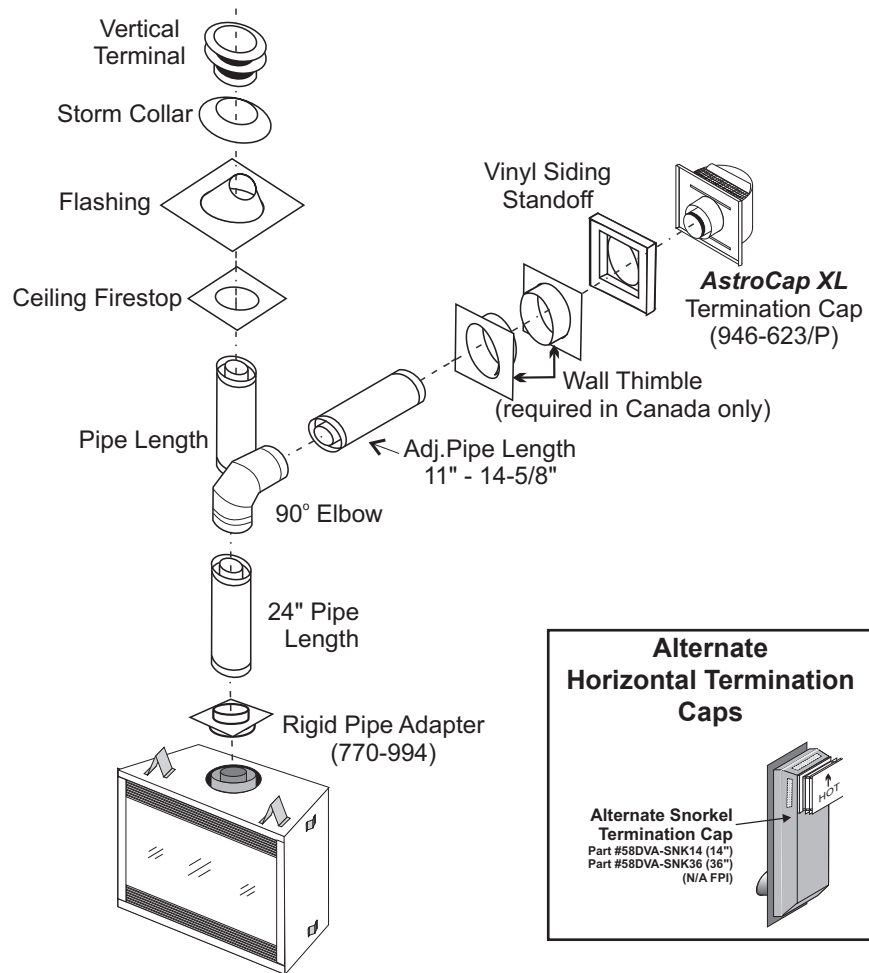 Vertical
Terminal
Storm Collar
Flashing
Ceiling Firestop
Pipe Length
Vinyl Siding
Standoff
AstroCap XL
Termination Cap
(946-623/P)
Wall Thimble
(required in Canada only)
Adj.Pipe Length
11" - 14-5/8"
90° Elbow
24" Pipe
Length
Rigid Pipe Adapter
(770-994)
Alternate
Horizontal Termination
Caps
HOT
Alternate Snorkel
Termination Cap
Part #58DVA-SNK14 (14")
Part #58DVA-SNK36 (36")
(N/A FPI)